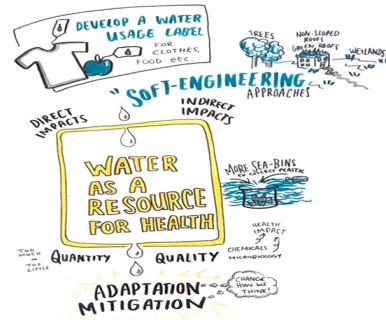 DEVELOP A WATER
USAGE LABEL
FOR
CLOTHES,
FOOD etc.
TREES
NON-SLOPED
ROOFS
GREEN ROOFS
WETLANDS
"SOFT-ENGINEERING"
APPROACHES
DIRECT
IMPACTS
INDIRECT
IMPACTS
WATER
AS A
RESOURCE
FOR HEALTH
MORE SEA-BINS
TO COLLECT PLASTIC
HEALTH
IMPACT
CHEMICALS
MICROBIOLOGY
TOO
MUCH
TOO
LITTLE
QUANTITY
QUALITY
ADAPTATION
MITIGATION
CHANGE
HOW WE
THINK!